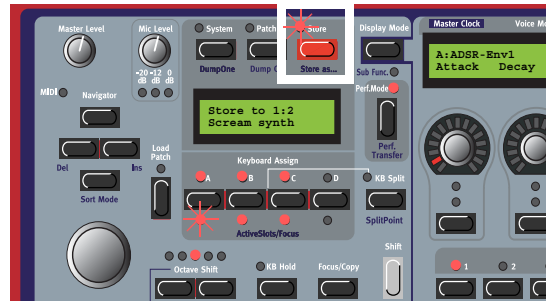 Master Level
Mic Level
System
Patch
Store
Display Mode
Master Clock
Voice M
-20 -12 0
dB dB dB
DumpOne
Dump
Store as...
Sub Func.
A:ADSR-Env1
Attack Decay
MIDI
Navigator
Perf.Mode
Store to 1:2
Scream synth
Del
Ins
Load
Patch
Perf.
Transfer
Keyboard Assign
A
B
C
D
KB Split
Sort Mode
ActiveSlots/Focus
SplitPoint
Shift
Octave Shift
KB Hold
Focus/Copy
1
2